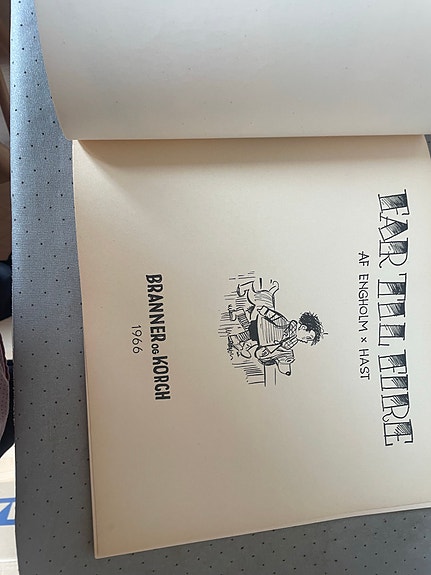 FAR TIL FIRE
AF ENGHOLM x HAST
BRANNER OG KORCH
1966